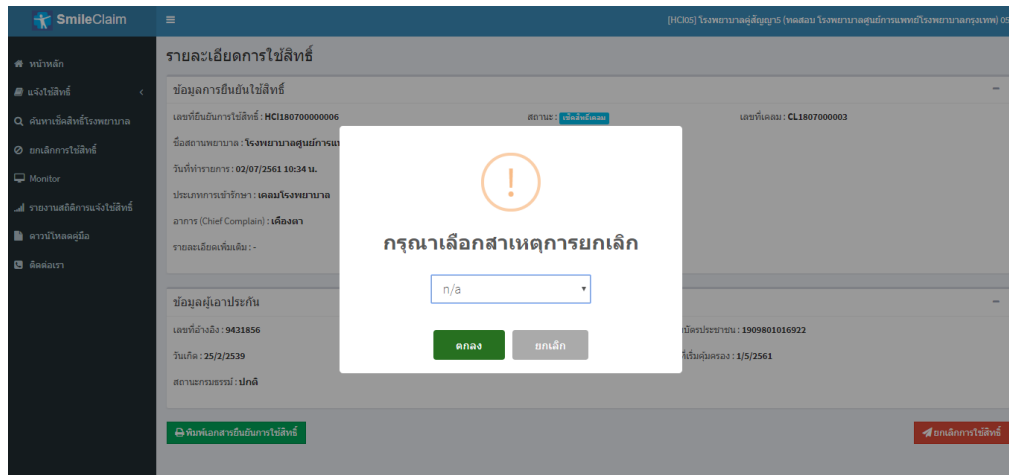 SmileClaim
[HCI05] โรงพยาบาลคู่สัญญา5 (ทดสอบ โรงพยาบาลศูนย์การแพทย์โรงพยาบาลกรุงเทพ) 05
หน้าหลัก
แจ้งใช้สิทธิ์
ค้นหาเช็คสิทธิ์โรงพยาบาล
ยกเลิกการใช้สิทธิ์
Monitor
รายงานสถิติการแจ้งใช้สิทธิ์
ดาวน์โหลดคู่มือ
ติดต่อเรา
รายละเอียดการใช้สิทธิ์
ข้อมูลการยืนยันใช้สิทธิ์
เลขที่ยืนยันการใช้สิทธิ์ : HCI180700000006 สถานะ : เช็คสิทธิ์เคลม เลขที่เคลม : CL1807000003
ชื่อสถานพยาบาล : โรงพยาบาลศูนย์การแ
วันที่ทำรายการ : 02/07/2561 10:34 น.
ประเภทการเข้ารักษา : เคลมโรงพยาบาล
อาการ (Chief Complain) : เคืองตา
รายละเอียดเพิ่มเติม : -
กรุณาเลือกสาเหตุการยกเลิก
n/a
ตกลง ยกเลิก
ข้อมูลผู้เอาประกัน
เลขที่อ้างอิง : 9431856 บัตรประชาชน : 1909801016922
วันเกิด : 25/2/2539 ที่เริ่มคุ้มครอง : 1/5/2561
สถานะกรมธรรม์ : ปกติ
พิมพ์เอกสารยืนยันการใช้สิทธิ์ ยกเลิกการใช้สิทธิ์